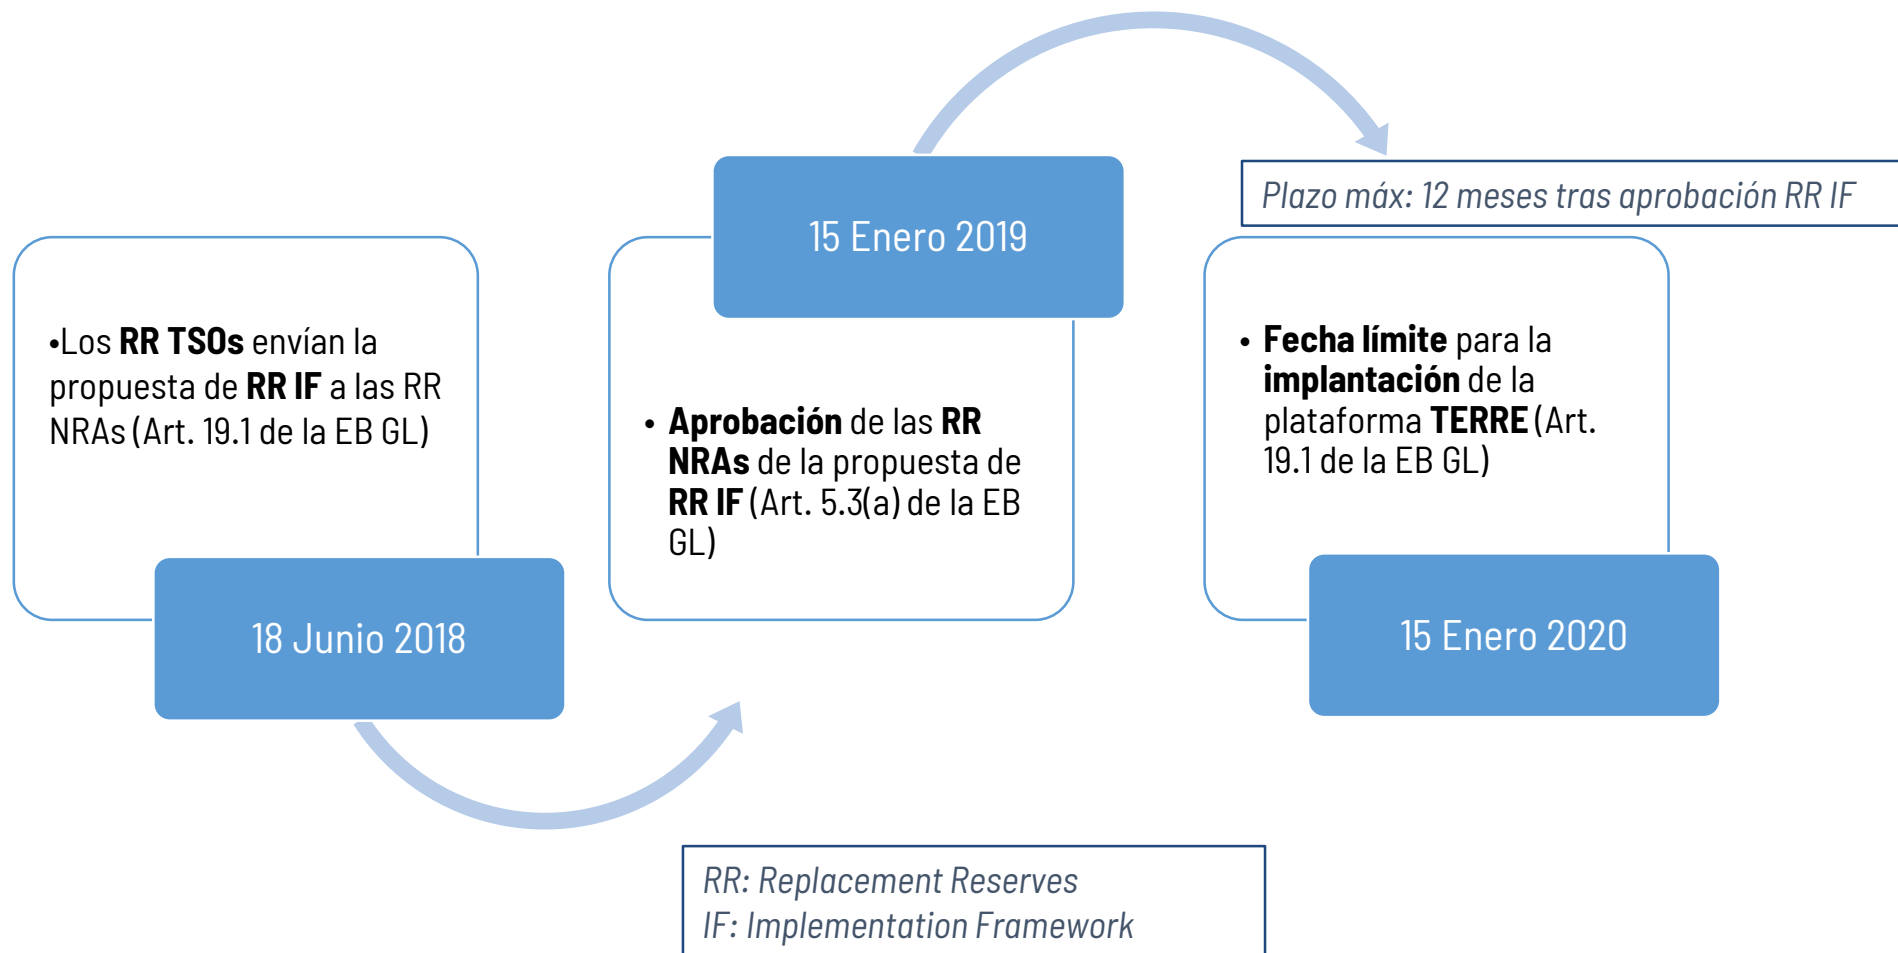 •Los RR TSOs envían la
propuesta de RR IF a las RR
NRAs (Art. 19.1 de la EB GL)
18 Junio 2018
15 Enero 2019
• Aprobación de las RR
NRAs de la propuesta de
RR IF (Art. 5.3(a) de la EB
GL)
Plazo máx: 12 meses tras aprobación RR IF
• Fecha límite para la
implantación de la
plataforma TERRE (Art.
19.1 de la EB GL)
15 Enero 2020
RR: Replacement Reserves
IF: Implementation Framework